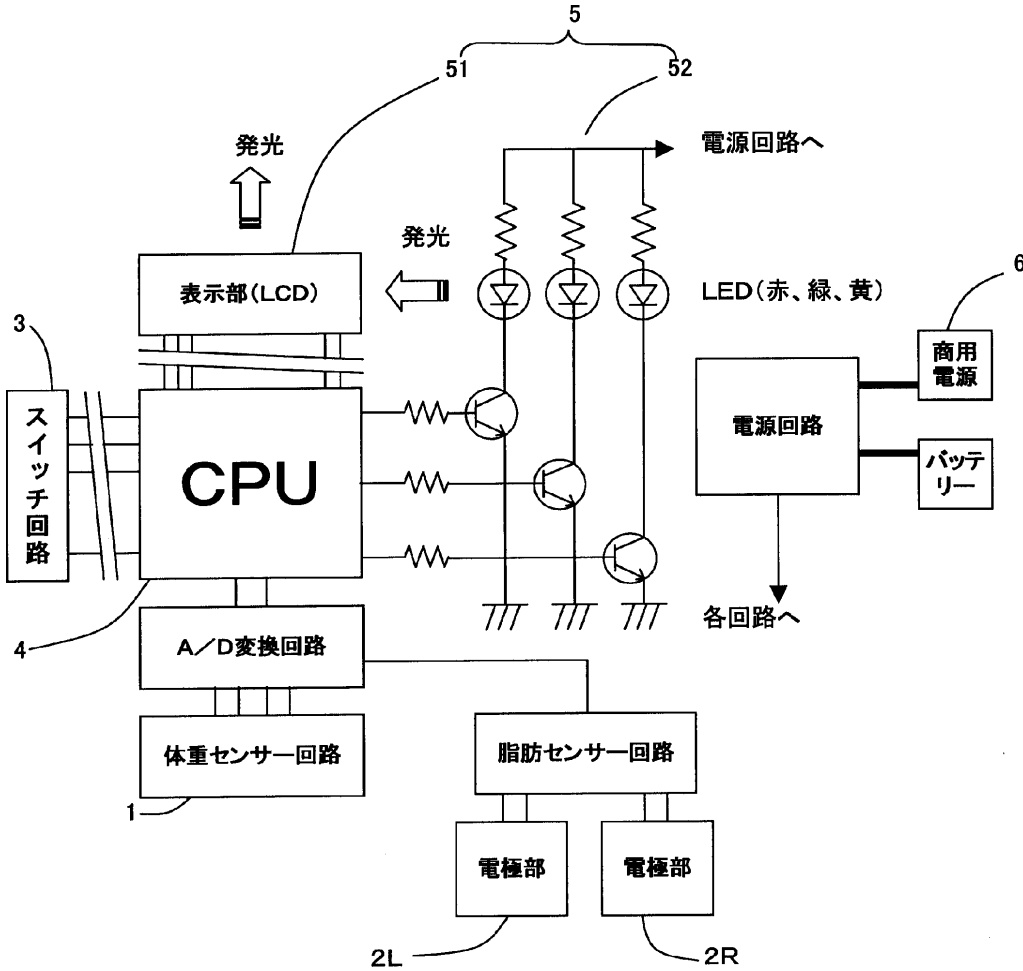 5
51
52
発光
電源回路へ
発光
表示部(LCD)
LED(赤、緑、黄)
6
3
商用
電源
スイッチ回路
CPU
電源回路
バッテ
リー
4
A/D変換回路
各回路へ
体重センサー回路
脂肪センサー回路
1
電極部
電極部
2L
2R